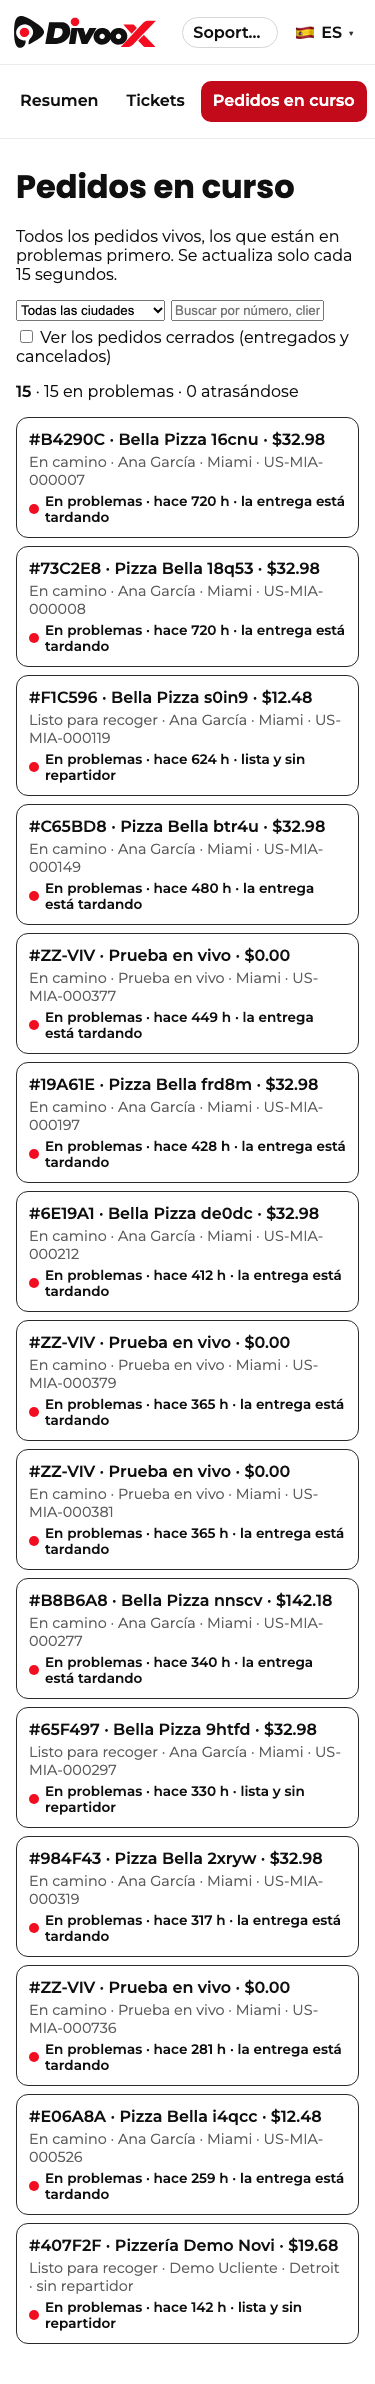 DivooX
Soport...
ES
Resumen
Tickets
Pedidos en curso
Pedidos en curso
Todos los pedidos vivos, los que están en
problemas primero. Se actualiza solo cada
15 segundos.
Todas las ciudades
Buscar por número, clier
Ver los pedidos cerrados (entregados y
cancelados)
15 · 15 en problemas · 0 atrasándose
#B4290C · Bella Pizza 16cnu · $32.98
En camino · Ana García · Miami · US-MIA-
000007
En problemas · hace 720 h · la entrega está
tardando
#73C2E8 · Pizza Bella 18q53 · $32.98
En camino · Ana García · Miami · US-MIA-
000008
En problemas · hace 720 h · la entrega está
tardando
#F1C596 · Bella Pizza s0in9 · $12.48
Listo para recoger · Ana García · Miami · US-
MIA-000119
En problemas · hace 624 h · lista y sin
repartidor
#C65BD8 · Pizza Bella btr4u · $32.98
En camino · Ana García · Miami · US-MIA-
000149
En problemas · hace 480 h · la entrega
está tardando
#ZZ-VIV · Prueba en vivo · $0.00
En camino · Prueba en vivo · Miami · US-
MIA-000377
En problemas · hace 449 h · la entrega
está tardando
#19A61E · Pizza Bella frd8m · $32.98
En camino · Ana García · Miami · US-MIA-
000197
En problemas · hace 428 h · la entrega está
tardando
#6E19A1 · Bella Pizza de0dc · $32.98
En camino · Ana García · Miami · US-MIA-
000212
En problemas · hace 412 h · la entrega está
tardando
#ZZ-VIV · Prueba en vivo · $0.00
En camino · Prueba en vivo · Miami · US-
MIA-000379
En problemas · hace 365 h · la entrega está
tardando
#ZZ-VIV · Prueba en vivo · $0.00
En camino · Prueba en vivo · Miami · US-
MIA-000381
En problemas · hace 365 h · la entrega está
tardando
#B8B6A8 · Bella Pizza nnscv · $142.18
En camino · Ana García · Miami · US-MIA-
000277
En problemas · hace 340 h · la entrega
está tardando
#65F497 · Bella Pizza 9htfd · $32.98
Listo para recoger · Ana García · Miami · US-
MIA-000297
En problemas · hace 330 h · lista y sin
repartidor
#984F43 · Pizza Bella 2xryw · $32.98
En camino · Ana García · Miami · US-MIA-
000319
En problemas · hace 317 h · la entrega está
tardando
#ZZ-VIV · Prueba en vivo · $0.00
En camino · Prueba en vivo · Miami · US-
MIA-000736
En problemas · hace 281 h · la entrega está
tardando
#E06A8A · Pizza Bella i4qcc · $12.48
En camino · Ana García · Miami · US-MIA-
000526
En problemas · hace 259 h · la entrega está
tardando
#407F2F · Pizzería Demo Novi · $19.68
Listo para recoger · Demo Ucliente · Detroit
· sin repartidor
En problemas · hace 142 h · lista y sin
repartidor